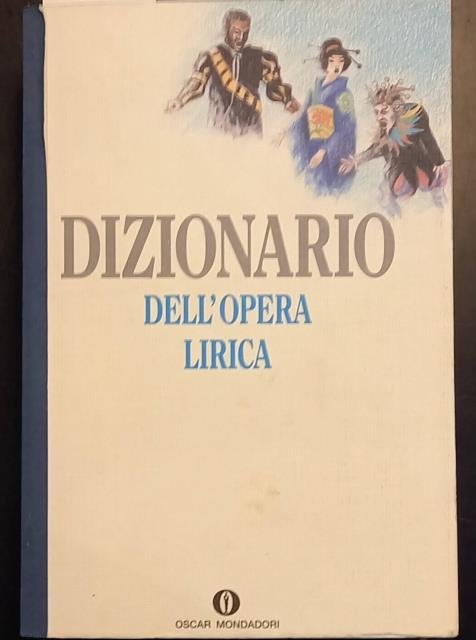 DIZIONARIO
DELL'OPERA
LIRICA
OSCAR MONDADORI